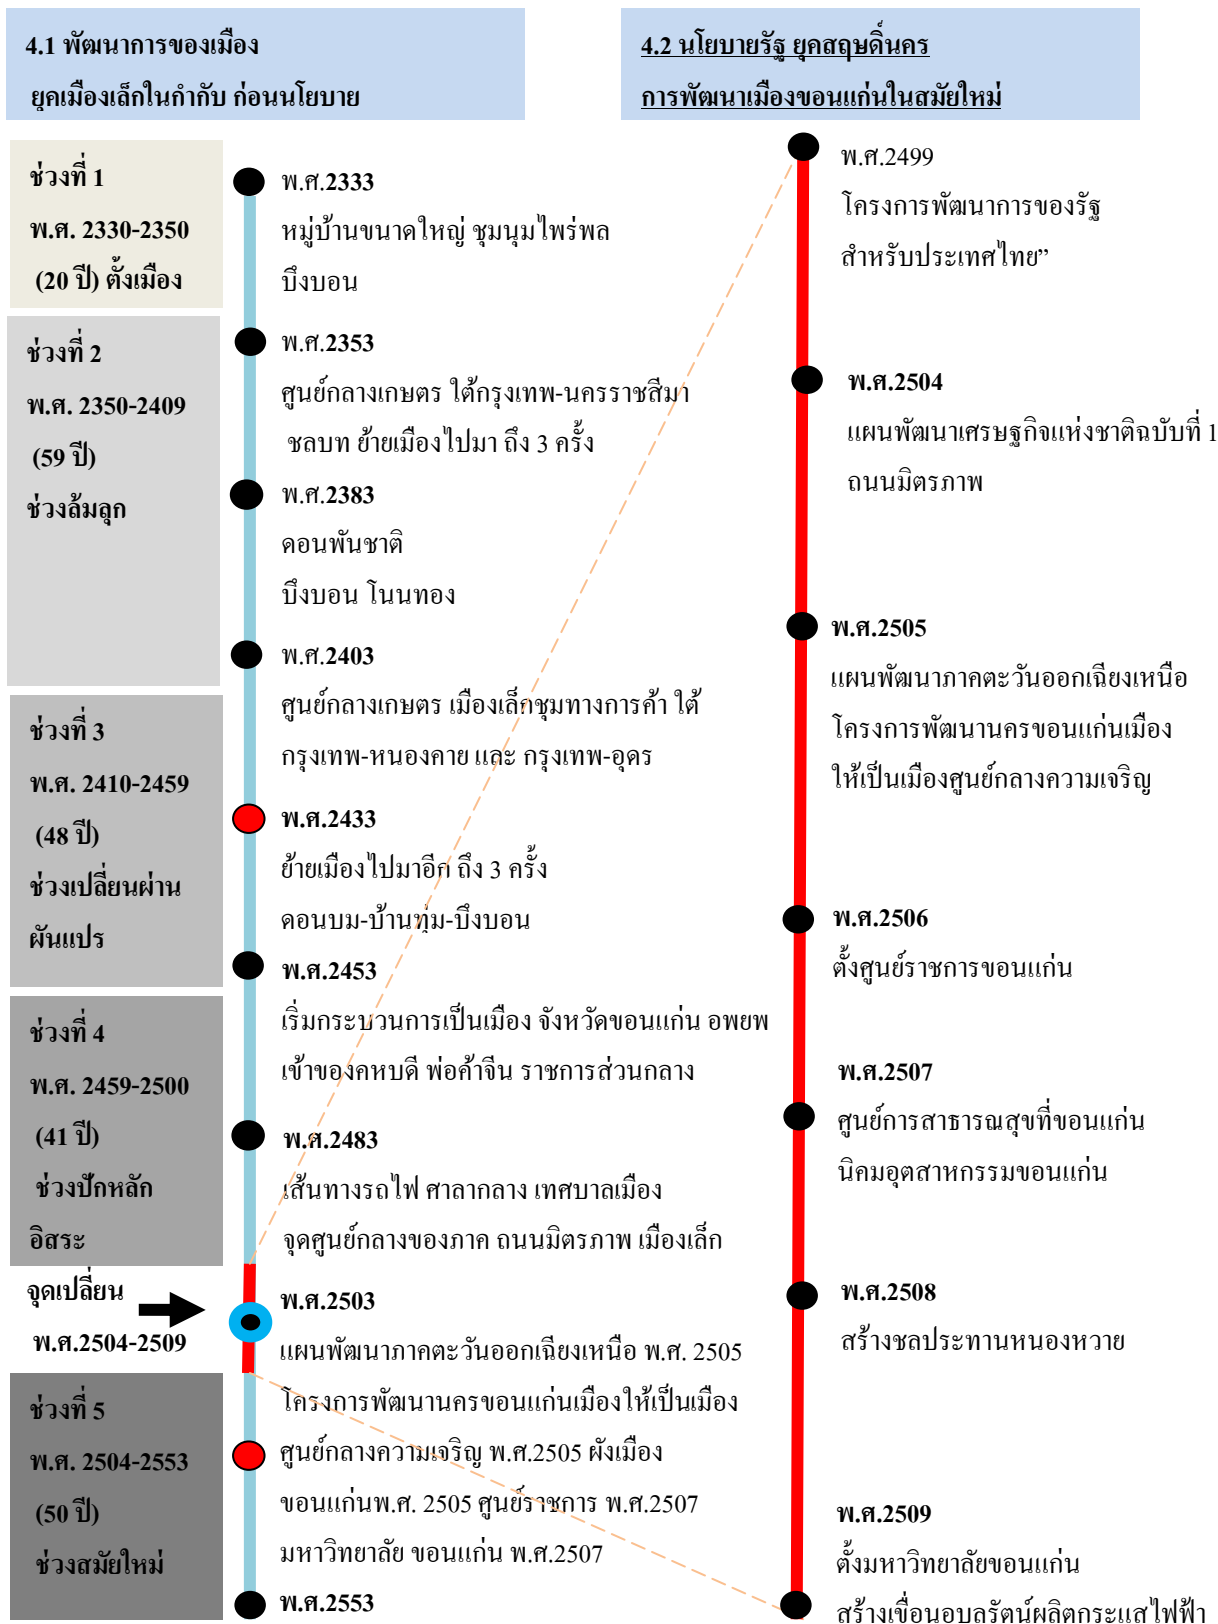 4.1 พัฒนาการของเมือง
ยุคเมืองเล็กในกำกับ ก่อนนโยบาย
ช่วงที่ 1
พ.ศ. 2330-2350
(20 ปี) ตั้งเมือง
ช่วงที่ 2
พ.ศ. 2350-2409
(59 ปี)
ช่วงล้มลุก
ช่วงที่ 3
พ.ศ. 2410-2459
(48 ปี)
ช่วงเปลี่ยนผ่าน
ผันแปร
ช่วงที่ 4
พ.ศ. 2459-2500
(41 ปี)
ช่วงปักหลัก
อิสระ
จุดเปลี่ยน
พ.ศ.2504-2509
ช่วงที่ 5
พ.ศ. 2504-2553
(50 ปี)
ช่วงสมัยใหม่
พ.ศ.2333
หมู่บ้านขนาดใหญ่ ชุมนุมไพร่พล
บึงบอน
พ.ศ.2353
ศูนย์กลางเกษตร ใต้กรุงเทพ-นครราชสีมา
ชลบท ย้ายเมืองไปมา ถึง 3 ครั้ง
พ.ศ.2383
ดอนพันชาติ
บึงบอน โนนทอง
พ.ศ.2403
ศูนย์กลางเกษตร เมืองเล็กชุมทางการค้า ใต้
กรุงเทพ-หนองคาย และ กรุงเทพ-อุดร
พ.ศ.2433
ย้ายเมืองไปมาอีก ถึง 3 ครั้ง
ดอนบม-บ้านทุ่ม-บึงบอน
พ.ศ.2453
เริ่มกระบวนการเป็นเมือง จังหวัดขอนแก่น อพยพ
เข้าของคหบดี พ่อค้าจีน ราชการส่วนกลาง
พ.ศ.2483
เส้นทางรถไฟ ศาลากลาง เทศบาลเมือง
จุดศูนย์กลางของภาค ถนนมิตรภาพ เมืองเล็ก
พ.ศ.2503
แผนพัฒนาภาคตะวันออกเฉียงเหนือ พ.ศ. 2505
โครงการพัฒนานครขอนแก่นเมืองให้เป็นเมือง
ศูนย์กลางความเจริญ พ.ศ.2505 ผังเมือง
ขอนแก่นพ.ศ. 2505 ศูนย์ราชการ พ.ศ.2507
มหาวิทยาลัย ขอนแก่น พ.ศ.2507
พ.ศ.2553
4.2 นโยบายรัฐ ยุคสฤษดิ์นคร
การพัฒนาเมืองขอนแก่นในสมัยใหม่
พ.ศ.2499
โครงการพัฒนาการของรัฐ
สำหรับประเทศไทย”
พ.ศ.2504
แผนพัฒนาเศรษฐกิจแห่งชาติฉบับที่ 1
ถนนมิตรภาพ
พ.ศ.2505
แผนพัฒนาภาคตะวันออกเฉียงเหนือ
โครงการพัฒนานครขอนแก่นเมือง
ให้เป็นเมืองศูนย์กลางความเจริญ
พ.ศ.2506
ตั้งศูนย์ราชการขอนแก่น
พ.ศ.2507
ศูนย์การสาธารณสุขที่ขอนแก่น
นิคมอุตสาหกรรมขอนแก่น
พ.ศ.2508
สร้างชลประทานหนองหวาย
พ.ศ.2509
ตั้งมหาวิทยาลัยขอนแก่น
สร้างเขื่อนอุบลรัตน์ผลิตกระแสไฟฟ้า